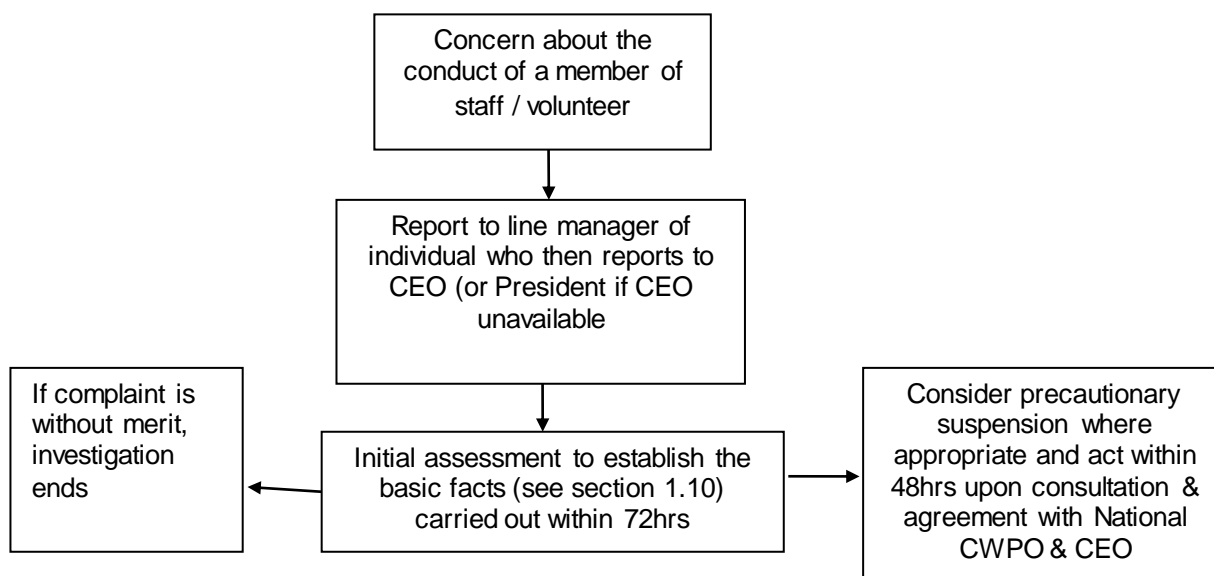 Concern about the
conduct of a member of
staff / volunteer
Report to line manager of
individual who then reports to
CEO (or President if CEO
unavailable
If complaint is
without merit,
investigation
ends
Initial assessment to establish the
basic facts (see section 1.10)
carried out within 72hrs
Consider precautionary
suspension where
appropriate and act within
48hrs upon consultation &
agreement with National
CWPO & CEO